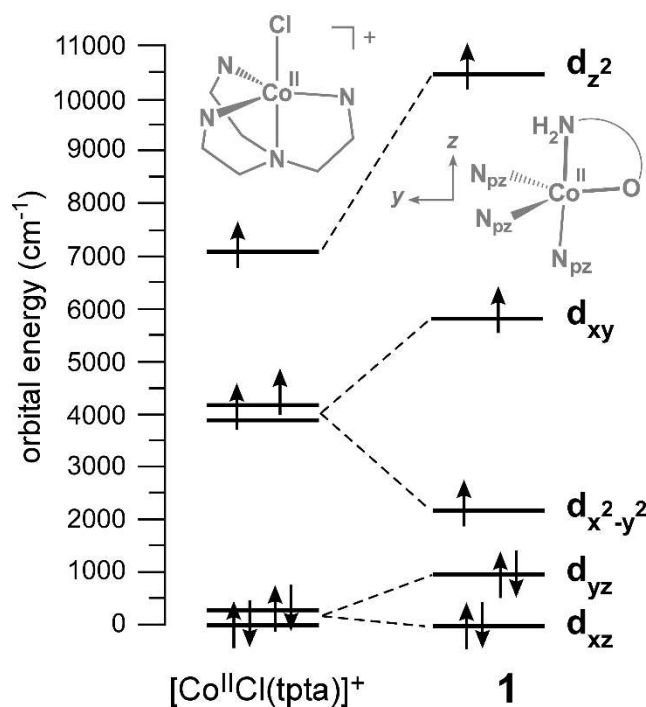 orbital energy (cm⁻¹)
11000
10000
9000
8000
7000
6000
5000
4000
3000
2000
1000
0
Cl
+
N
Co II
N
N
N
d_z²
H₂N
z
N_pz
Co II
O
y
N_pz
N_pz
d_xy
d_x²-y²
d_yz
d_xz
[Co^IICl(tpta)]⁺
1